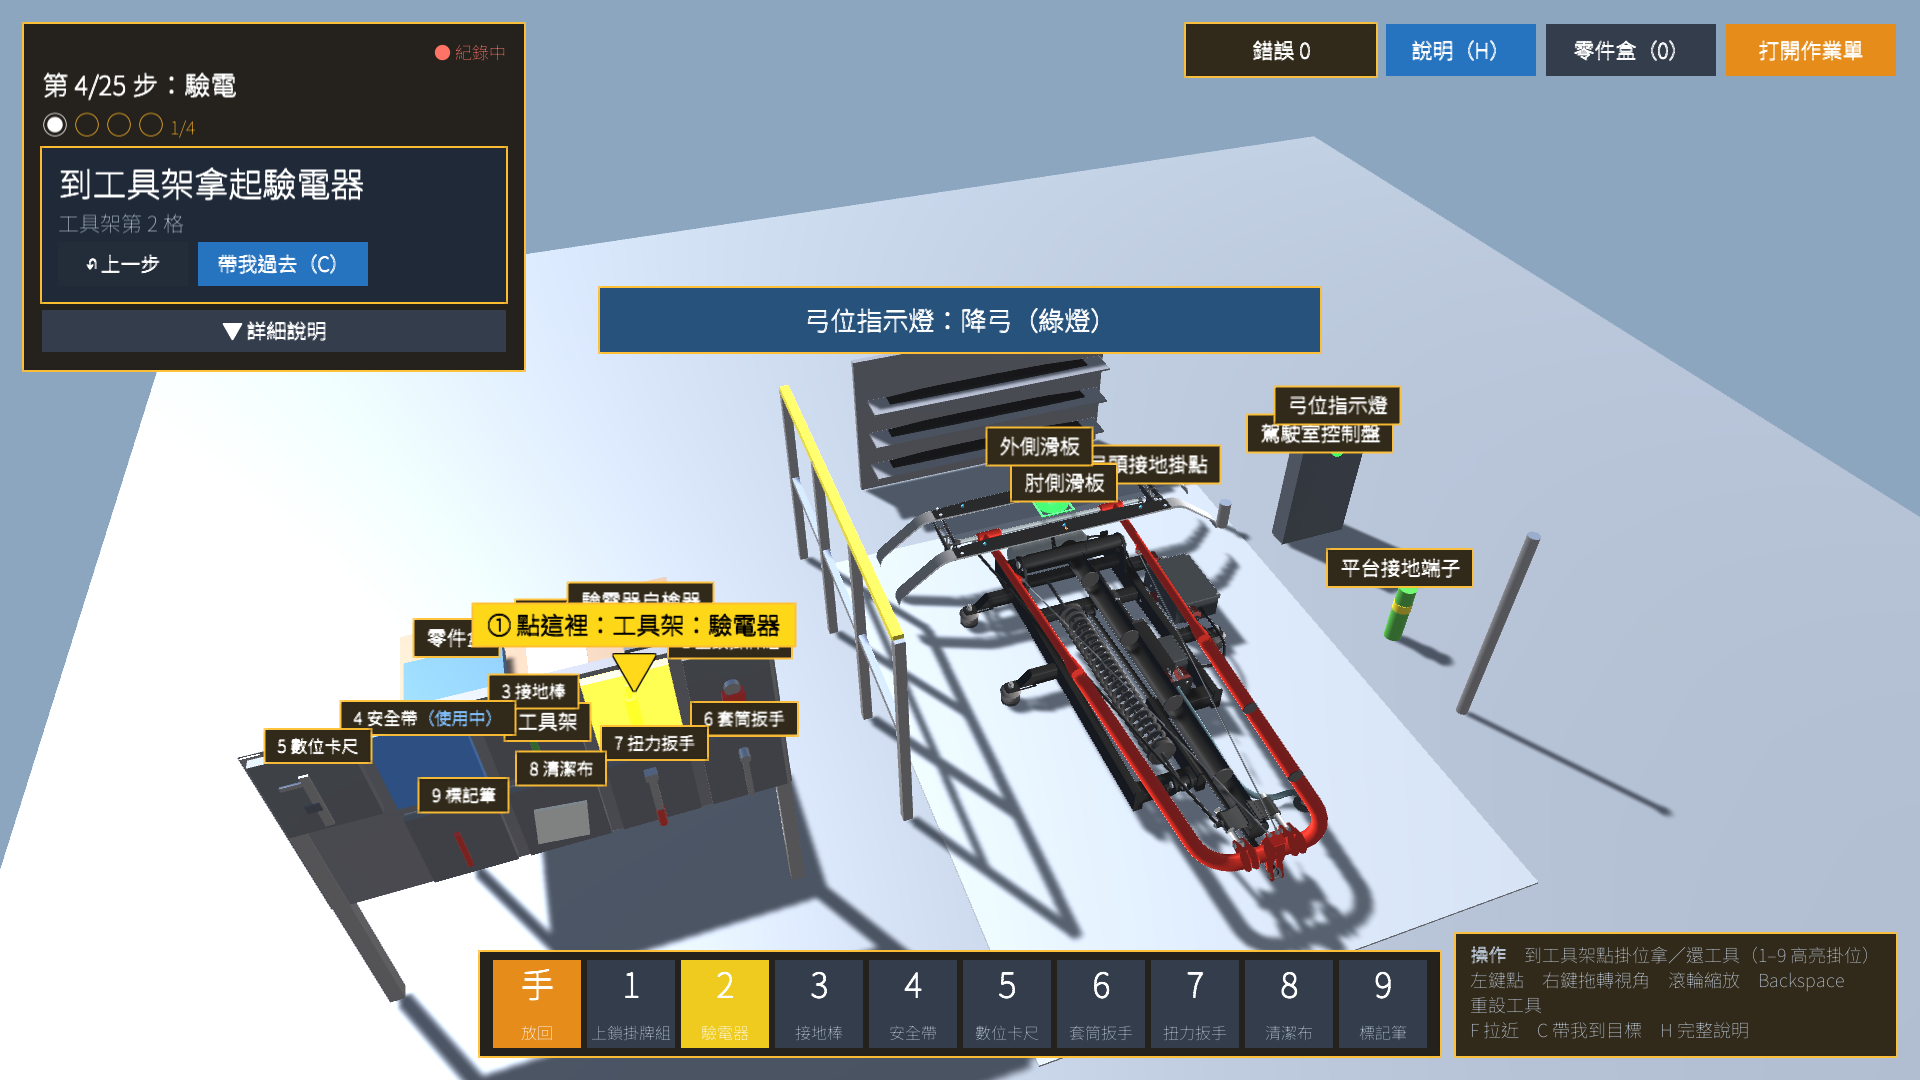 紀錄中
第 4/25 步：驗電
1/4
到工具架拿起驗電器
工具架第 2 格
上一步
帶我過去（C）
▼詳細說明
錯誤 0
說明（H）
零件盒（0）
打開作業單
弓位指示燈：降弓（綠燈）
弓位指示燈
駕駛室控制盤
外側滑板
頭接地掛點
肘側滑板
平台接地端子
驗電器自檢器
① 點這裡：工具架：驗電器
零件盒
3 接地棒
4 安全帶（使用中）
工具架
6 套筒扳手
5 數位卡尺
7 扭力扳手
8 清潔布
9 標記筆
手
放回
1
上鎖掛牌組
2
驗電器
3
接地棒
4
安全帶
5
數位卡尺
6
套筒扳手
7
扭力扳手
8
清潔布
9
標記筆
操作 到工具架點掛位拿／還工具（1–9 高亮掛位）
左鍵點 右鍵拖轉視角 滾輪縮放 Backspace
重設工具
F 拉近 C 帶我到目標 H 完整說明